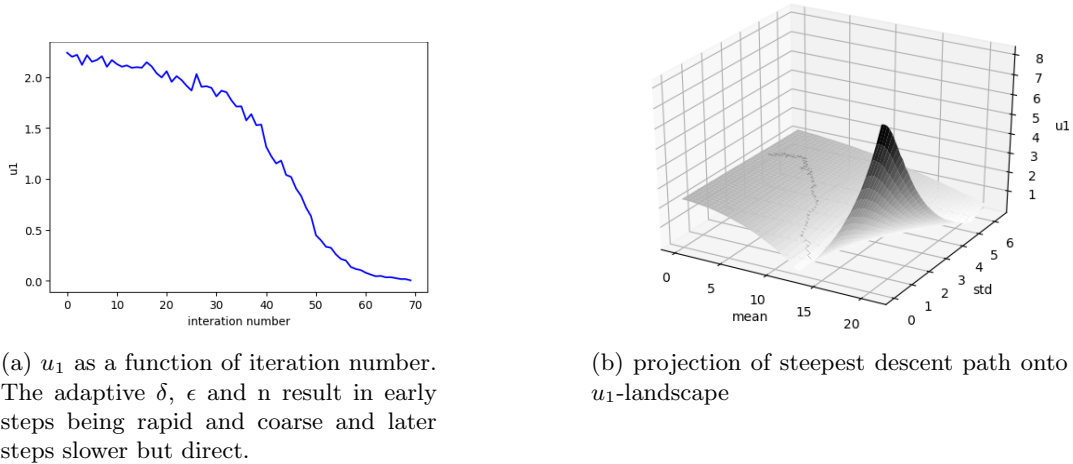 u1
2.0
1.5
1.0
0.5
0.0
0 10 20 30 40 50 60 70
interation number
8
7
6
5
4
3
2
1
u1
0 5 10 15 20
mean
0 1 2 3 4 5 6
std
(a) u₁ as a function of iteration number.
The adaptive δ, ϵ and n result in early
steps being rapid and coarse and later
steps slower but direct.
(b) projection of steepest descent path onto
u₁-landscape